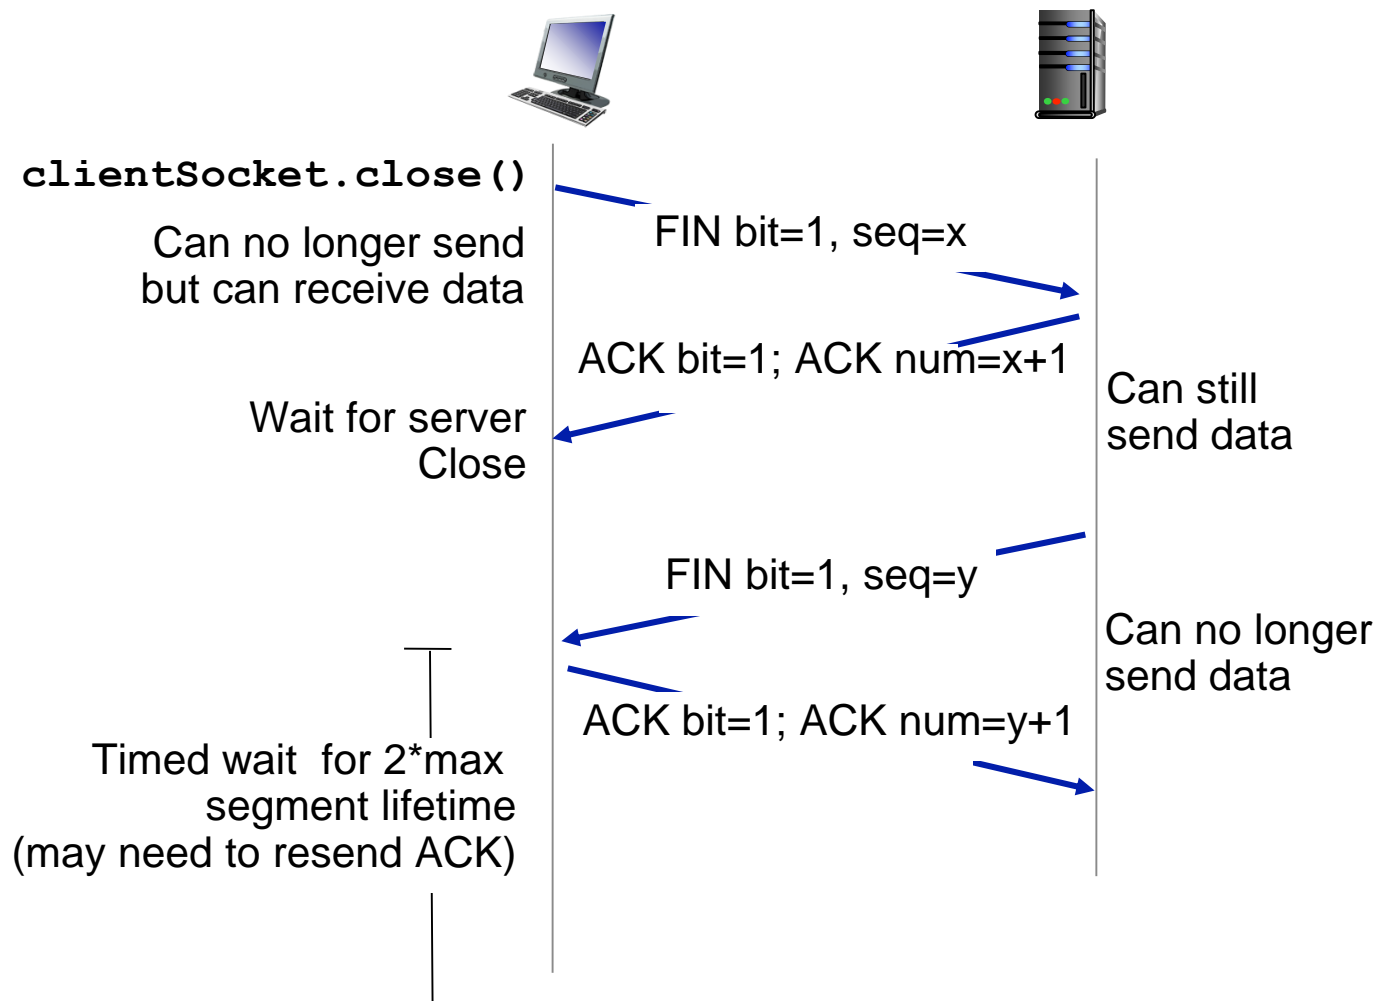 clientSocket.close()
FIN bit=1, seq=x
Can no longer send
but can receive data
ACK bit=1; ACK num=x+1
Can still
send data
Wait for server
Close
FIN bit=1, seq=y
Can no longer
send data
ACK bit=1; ACK num=y+1
Timed wait  for 2*max
segment lifetime
(may need to resend ACK)